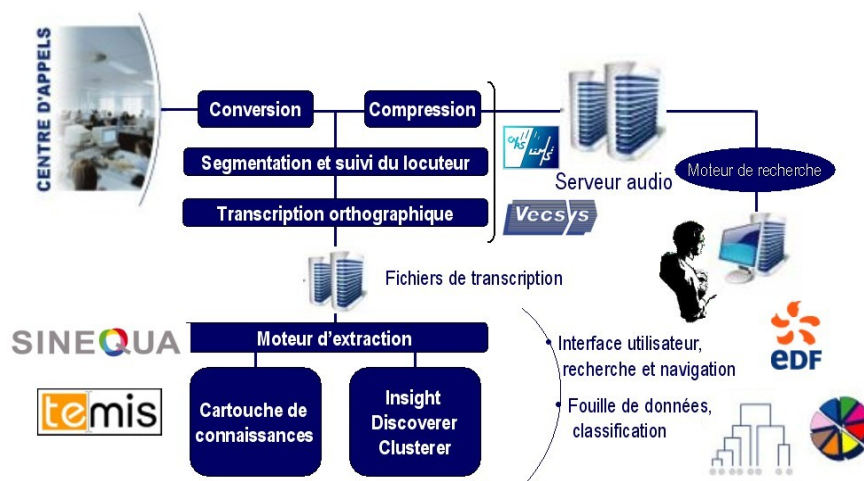 CENTRE D'APPELS
Conversion
Compression
Segmentation et suivi du locuteur
Transcription orthographique
Serveur audio
Vecsys
Moteur de recherche
Fichiers de transcription
SINEQUA
Moteur d'extraction
temis
Cartouche de
connaissances
Insight
Discoverer
Clusterer
• Interface utilisateur,
recherche et navigation
• Fouille de données,
classification
eDF